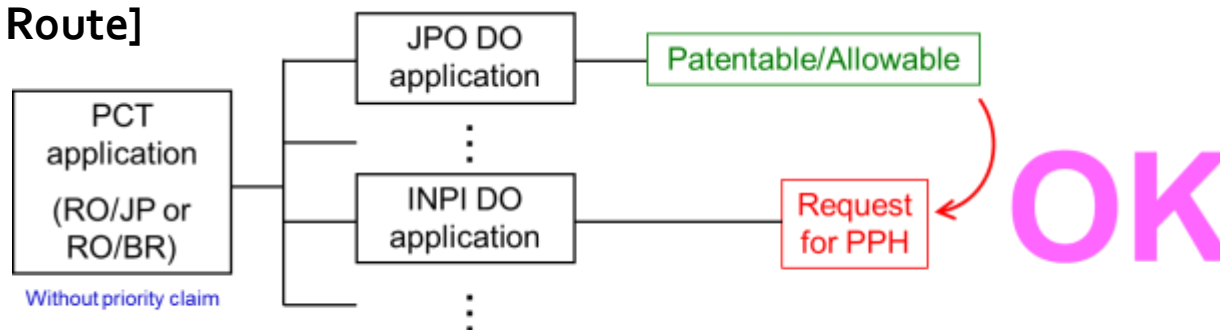 Route]
JPO DO
application
Patentable/Allowable
PCT
application
(RO/JP or
RO/BR)
Without priority claim
INPI DO
application
Request
for PPH
OK